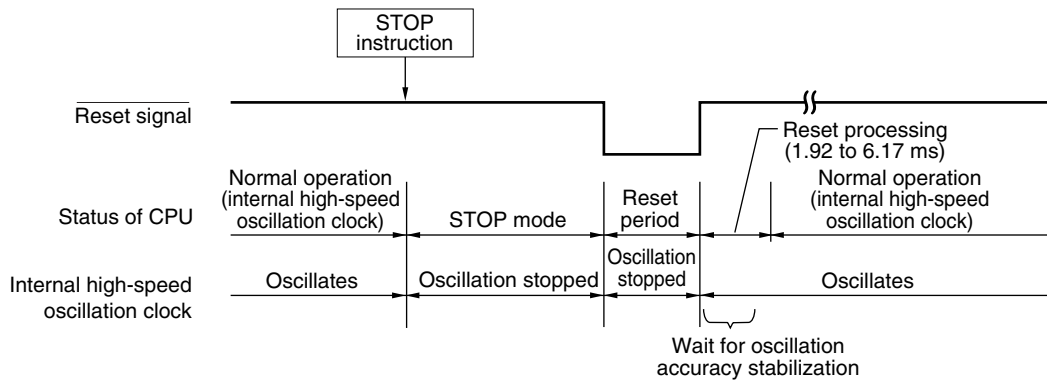 STOP
instruction
Reset signal
Reset processing
(1.92 to 6.17 ms)
Status of CPU
Normal operation
(internal high-speed
oscillation clock)
STOP mode
Reset
period
Normal operation
(internal high-speed
oscillation clock)
Internal high-speed
oscillation clock
Oscillates
Oscillation stopped
Oscillation
stopped
Oscillates
Wait for oscillation
accuracy stabilization